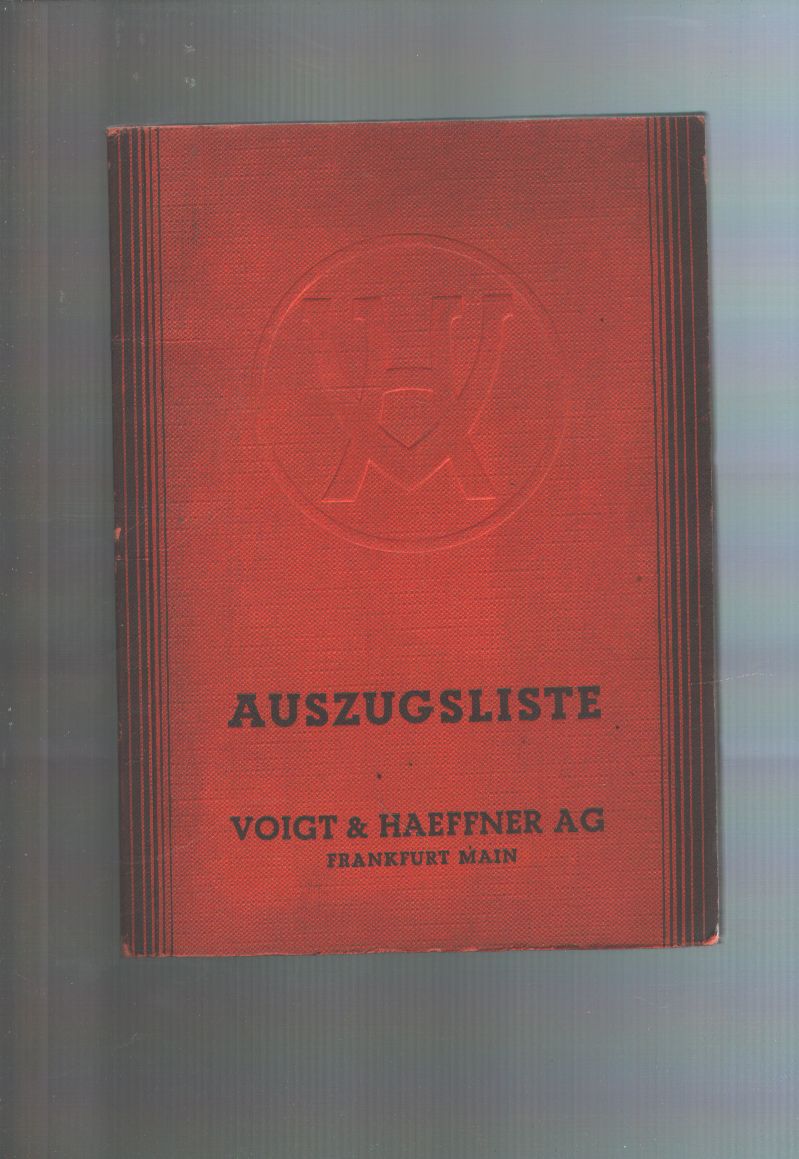 AUSZUGSLISTE
VOIGT & HAEFFNER AG
FRANKFURT MAIN